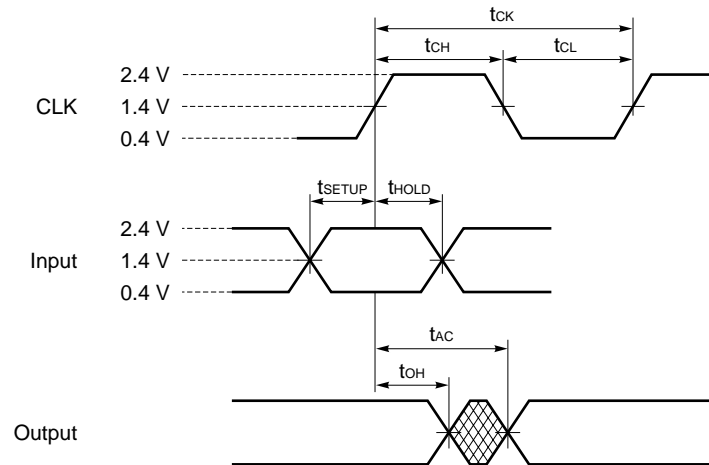 tCK
tCH tCL
2.4 V
CLK 1.4 V
0.4 V
tSETUP tHOLD
2.4 V
Input 1.4 V
0.4 V
tAC
tOH
Output